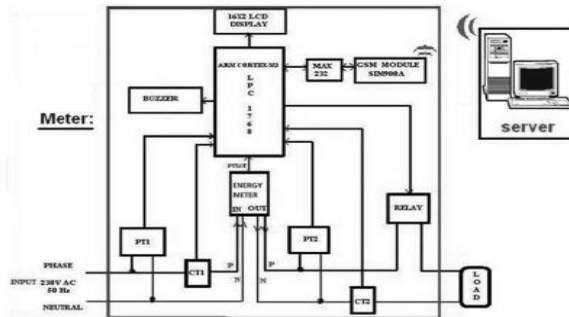 16X2 LCD
DISPLAY
ARM CORTEX-M3
L
P
C
1
7
6
8
MAX
232
GSM MODULE
SIM900A
BUZZER
Meter:
server
PULSE
ENERGY
METER
IN OUT
RELAY
PT1
PT2
PHASE
P
P
INPUT 230V AC
50 Hz
CT1
N
N
CT2
NEUTRAL
L
O
A
D